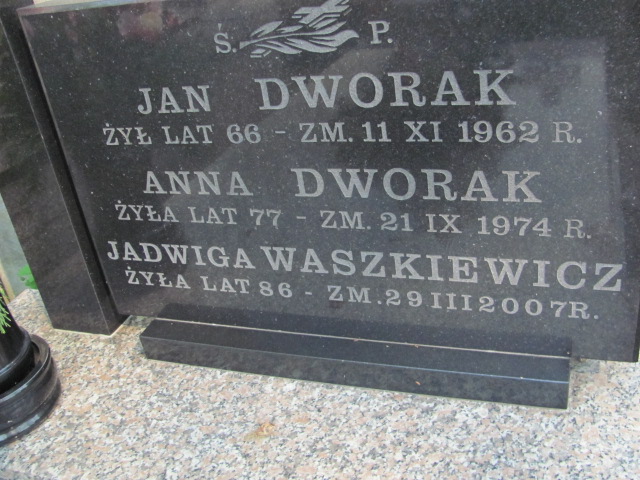 Ś. P.
JAN DWORAK
ŻYŁ LAT 66 - ZM. 11 XI 1962 R.
ANNA DWORAK
ŻYŁA LAT 77 - ZM. 21 IX 1974 R.
JADWIGA WASZKIEWICZ
ŻYŁA LAT 86 - ZM. 29 III 2007 R.